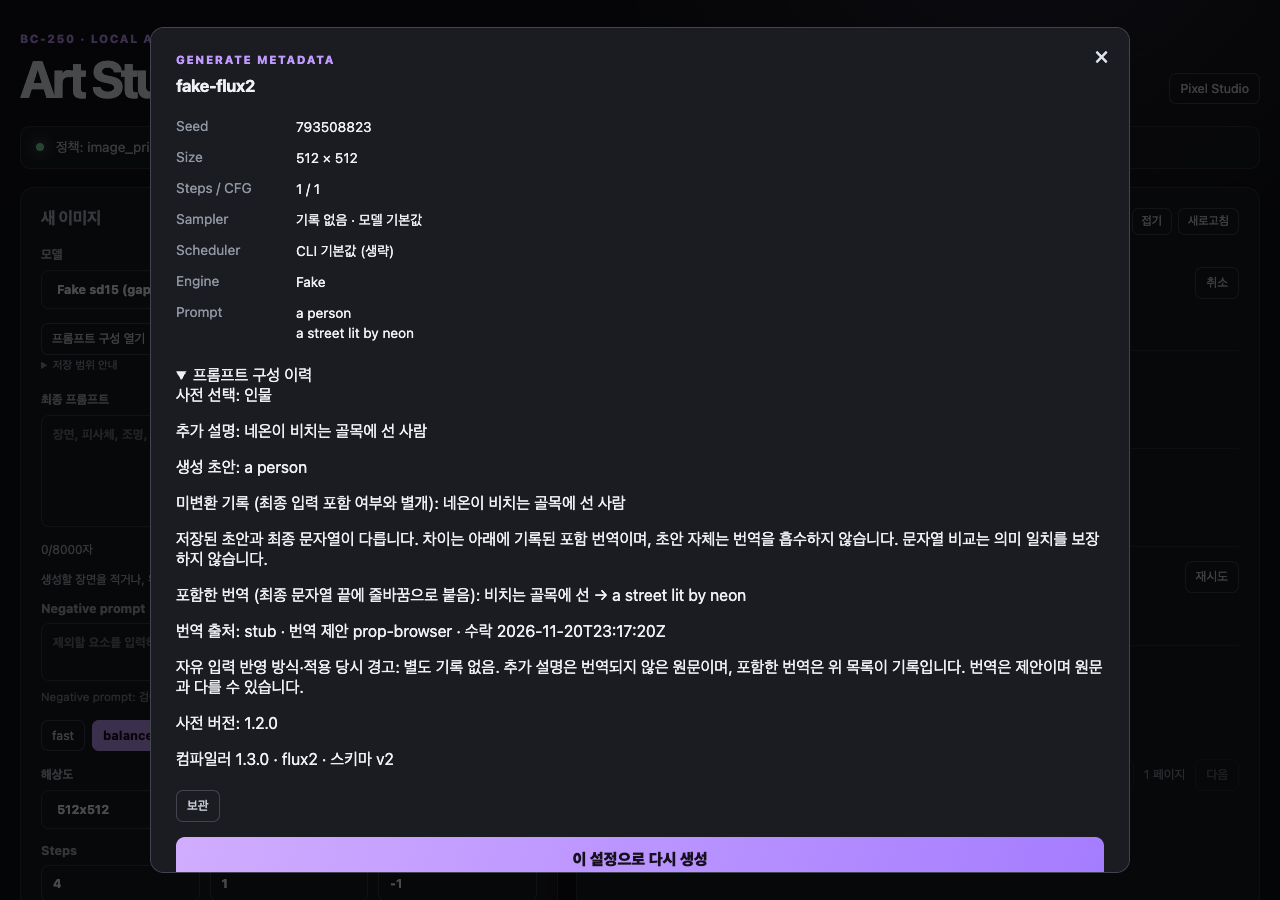 BC-250 · LOCAL A
Art Stu
Pixel Studio
정책: image_pri
새 이미지
모델
Fake sd15 (gap
프롬프트 구성 열기
▶ 저장 범위 안내
최종 프롬프트
장면, 피사체, 조명,
0/8000자
생성할 장면을 적거나,
Negative prompt
제외할 요소를 입력하
Negative prompt: 검
fast
balance
해상도
512x512
Steps
4
1
-1
접기
새로고침
취소
재시도
1 페이지
다음
GENERATE METADATA
×
fake-flux2
Seed 793508823
Size 512 × 512
Steps / CFG 1 / 1
Sampler 기록 없음 · 모델 기본값
Scheduler CLI 기본값 (생략)
Engine Fake
Prompt a person
a street lit by neon
▼ 프롬프트 구성 이력
사전 선택: 인물
추가 설명: 네온이 비치는 골목에 선 사람
생성 초안: a person
미변환 기록 (최종 입력 포함 여부와 별개): 네온이 비치는 골목에 선 사람
저장된 초안과 최종 문자열이 다릅니다. 차이는 아래에 기록된 포함 번역이며, 초안 자체는 번역을 흡수하지 않습니다. 문자열 비교는 의미 일치를 보장
하지 않습니다.
포함한 번역 (최종 문자열 끝에 줄바꿈으로 붙음): 비치는 골목에 선 → a street lit by neon
번역 출처: stub · 번역 제안 prop-browser · 수락 2026-11-20T23:17:20Z
자유 입력 반영 방식·적용 당시 경고: 별도 기록 없음. 추가 설명은 번역되지 않은 원문이며, 포함한 번역은 위 목록이 기록입니다. 번역은 제안이며 원문
과 다를 수 있습니다.
사전 버전: 1.2.0
컴파일러 1.3.0 · flux2 · 스키마 v2
보관
이 설정으로 다시 생성